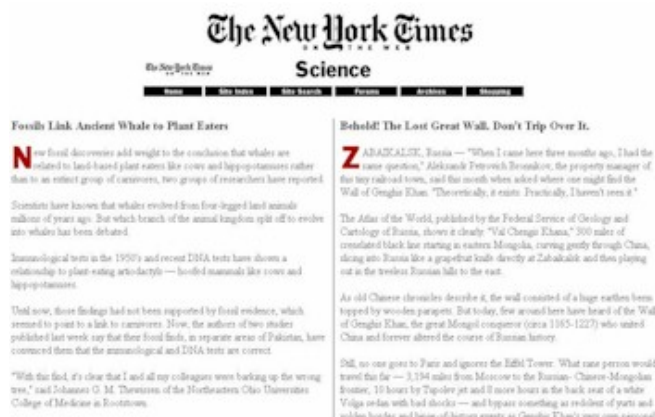 The New York Times
ON THE WEB
The New York Times
ON THE WEB
Science
Home Site Index Site Search Forums Archives Shopping
Fossils Link Ancient Whale to Plant Eaters
New fossil discoveries add weight to the conclusion that whales are
related to land-based plant eaters like cows and hippopotamuses rather
than to an extinct group of carnivores, two groups of researchers have reported.
Scientists have known that whales evolved from four-legged land animals
millions of years ago. But which branch of the animal kingdom split off to evolve
into whales has been debated.
Immunological tests in the 1950's and recent DNA tests have shown a
relationship to plant-eating artiodactyls — hoofed mammals like cows and
hippopotamuses.
Until now, those findings had not been supported by fossil evidence, which
seemed to point to a link to carnivores. Now, the authors of two studies
published last week say that their fossil finds, in separate areas of Pakistan, have
convinced them that the immunological and DNA tests are correct.
"With this find, it's clear that I and all my colleagues were barking up the wrong
tree," said Johannes G. M. Thewissen of the Northeastern Ohio Universities
College of Medicine in Rootstown.
Behold! The Lost Great Wall. Don't Trip Over It.
ZABAIKALSK, Russia — "When I came here three months ago, I had the
same question," Aleksandr Petrovich Bronnikov, the property manager of
this tiny railroad town, said this month when asked where one might find the
Wall of Genghis Khan. "Theoretically, it exists. Practically, I haven't seen it."
The Atlas of the World, published by the Federal Service of Geology and
Cartology of Russia, shows it clearly: "Val Chengis Khana," 300 miles of
crenelated black line starting in eastern Mongolia, curving gently through China,
slicing into Russia like a grapefruit knife directly at Zabaikalsk and then playing
out in the treeless Russian hills to the east.
As old Chinese chronicles describe it, the wall consisted of a huge earthen berm
topped by wooden parapets. But today, few around here have heard of the Wall
of Genghis Khan, the great Mongol conqueror (circa 1165-1227) who united
China and forever altered the course of Russian history.
Still, no one goes to Paris and ignores the Eiffel Tower. What sane person would
travel this far — 3,194 miles from Moscow to the Russian- Chinese-Mongolian
frontier, 10 hours by Tupolev jet and 8 more hours in the back seat of a white
Volga sedan with bad shocks — and bypass something as redolent of yurts and